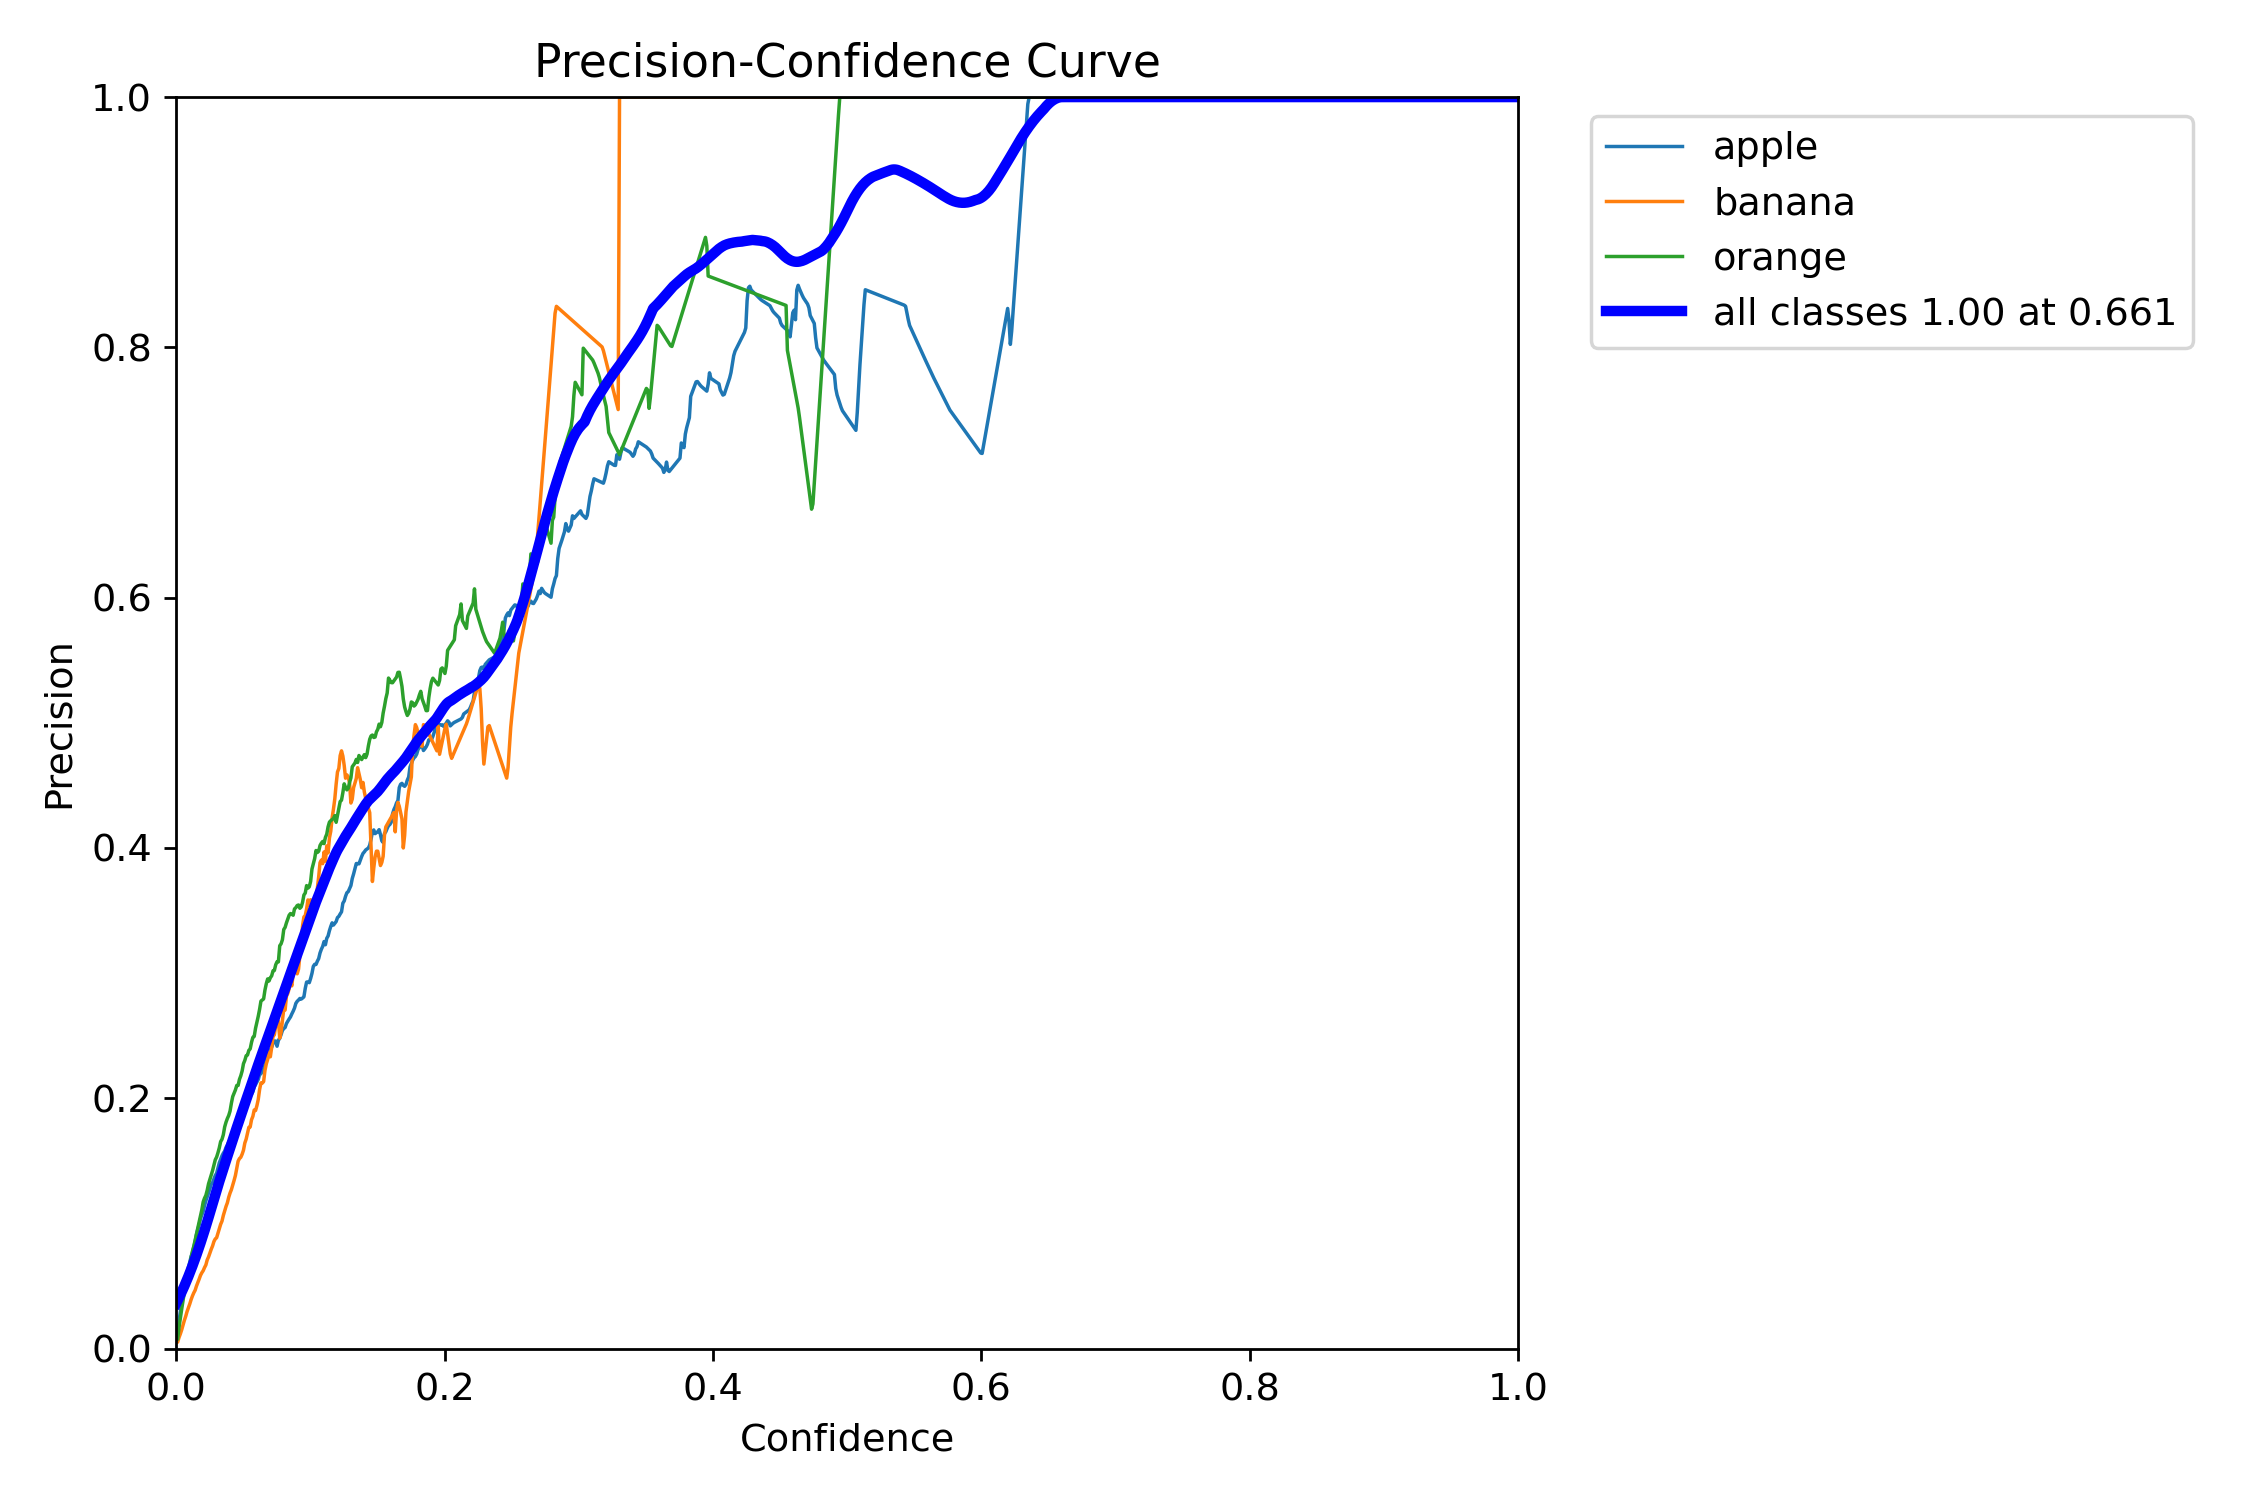 Precision-Confidence Curve
1.0
0.8
0.6
0.4
0.2
0.0
Precision
0.0 0.2 0.4 0.6 0.8 1.0
Confidence
apple
banana
orange
all classes 1.00 at 0.661